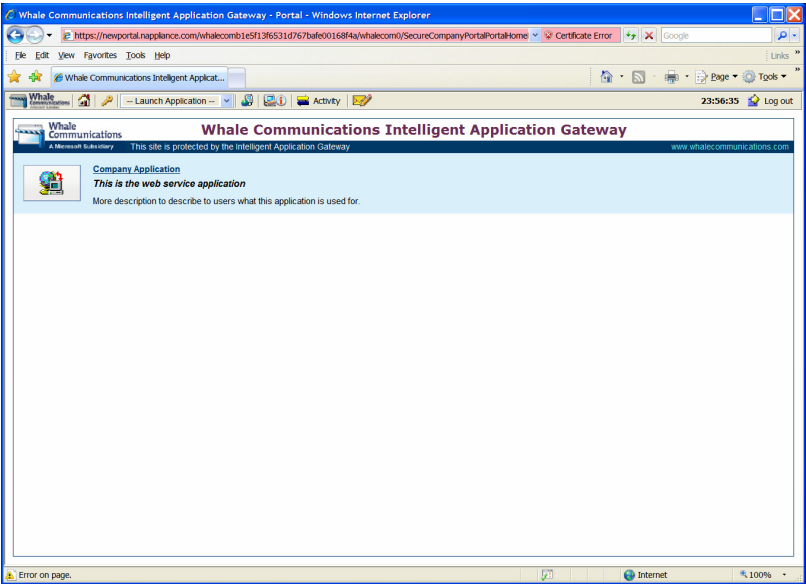 Whale Communications Intelligent Application Gateway - Portal - Windows Internet Explorer
https://newportal.nappliance.com/whalecomb1e5f13f6531d767bafe00168f4a/whalecom0/SecureCompanyPortalPortalHome Certificate Error Google
File Edit View Favorites Tools Help Links »
Whale Communications Intelligent Applicat... Page Tools »
Whale Communications -- Launch Application -- Activity 23:56:35 Log out
Whale Communications
A Microsoft Subsidiary
Whale Communications Intelligent Application Gateway
This site is protected by the Intelligent Application Gateway www.whalecommunications.com
Company Application
This is the web service application
More description to describe to users what this application is used for.
Error on page. Internet 100%